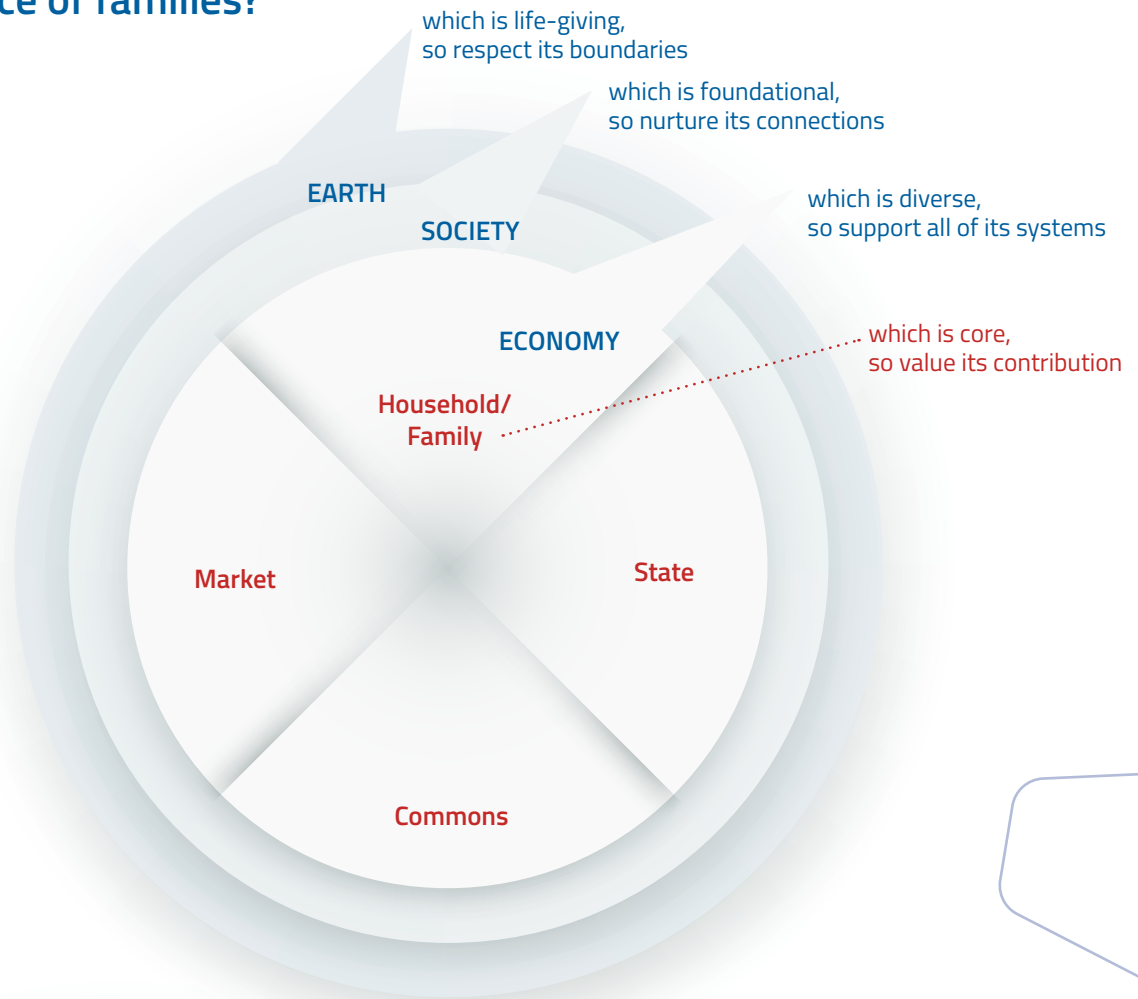 of families?
which is life-giving,
so respect its boundaries
which is foundational,
so nurture its connections
EARTH
which is diverse,
so support all of its systems
SOCIETY
which is core,
so value its contribution
ECONOMY
Household/
Family
Market
State
Commons